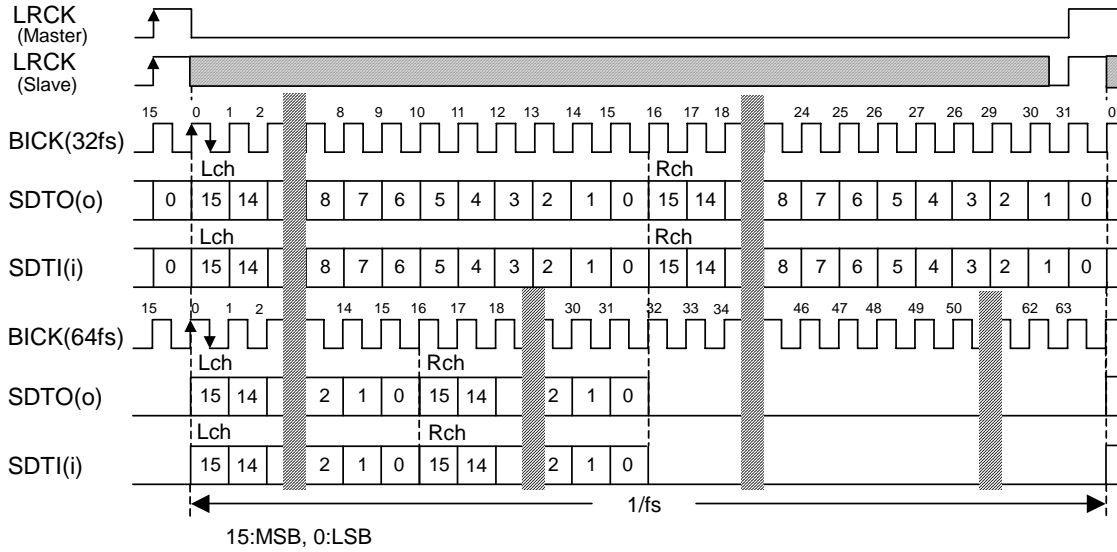 LRCK
(Master)
LRCK
(Slave)
15 0 1 2 8 9 10 11 12 13 14 15 16 17 18 24 25 26 27 26 29 30 31 0
BICK(32fs)
Lch Rch
SDTO(o) 0 15 14 8 7 6 5 4 3 2 1 0 15 14 8 7 6 5 4 3 2 1 0
Lch Rch
SDTI(i) 0 15 14 8 7 6 5 4 3 2 1 0 15 14 8 7 6 5 4 3 2 1 0
15 0 1 2 14 15 16 17 18 30 31 32 33 34 46 47 48 49 50 62 63
BICK(64fs)
Lch Rch
SDTO(o) 15 14 2 1 0 15 14 2 1 0
Lch Rch
SDTI(i) 15 14 2 1 0 15 14 2 1 0
1/fs
15:MSB, 0:LSB